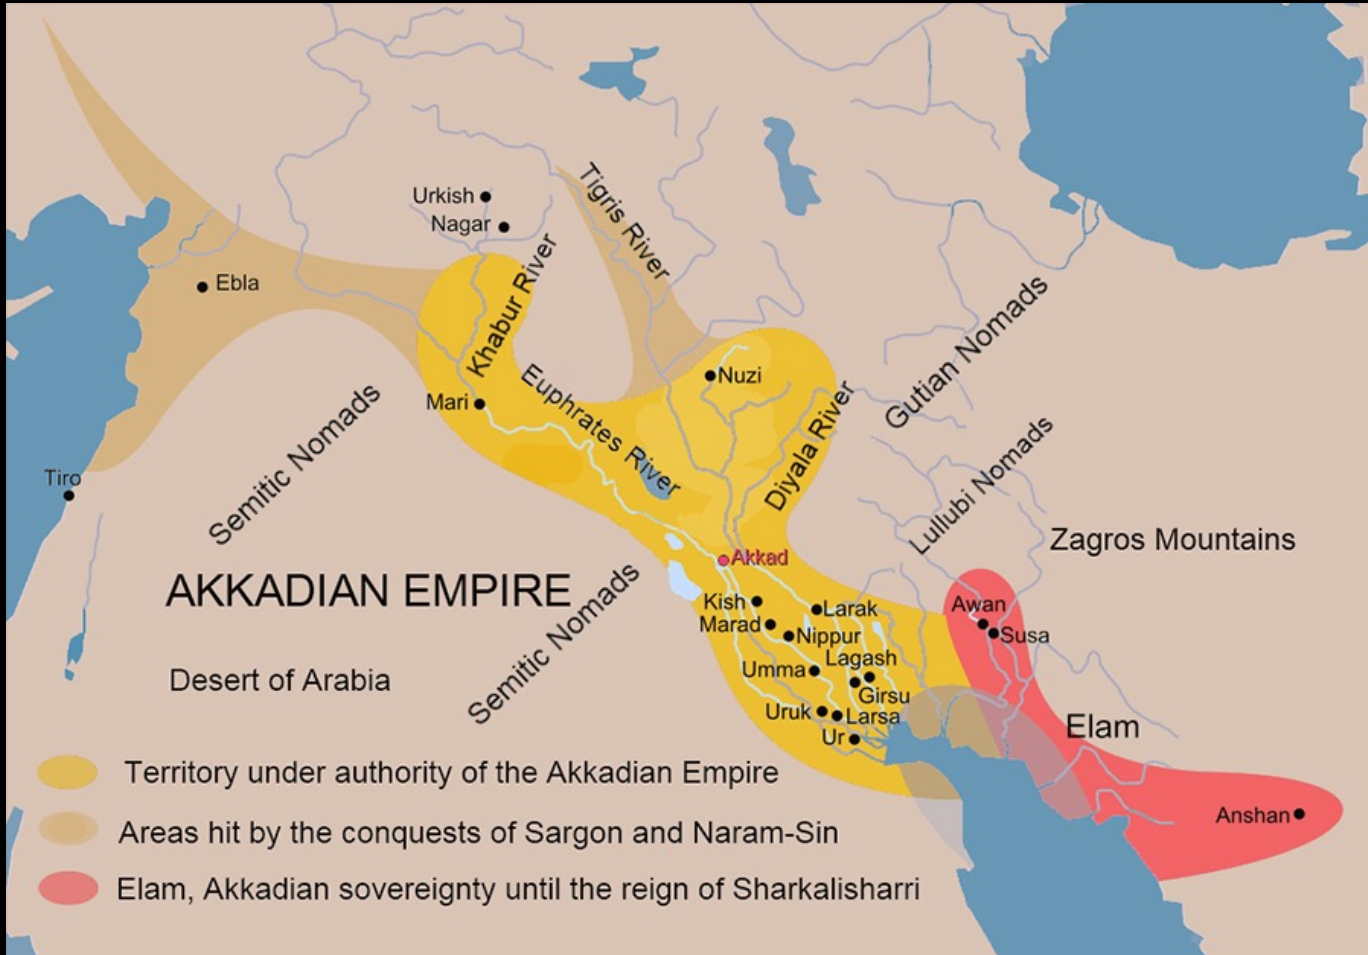 Urkish
Nagar
Tigris River
Khabur River
Ebla
Gutian Nomads
Nuzi
Euphrates River
Mari
Diyala River
Semitic Nomads
Lullubi Nomads
Tiro
Zagros Mountains
Akkad
AKKADIAN EMPIRE
Semitic Nomads
Kish
Larak
Awan
Marad
Nippur
Susa
Lagash
Umma
Desert of Arabia
Girsu
Uruk
Larsa
Elam
Ur
Territory under authority of the Akkadian Empire
Anshan
Areas hit by the conquests of Sargon and Naram-Sin
Elam, Akkadian sovereignty until the reign of Sharkalisharri